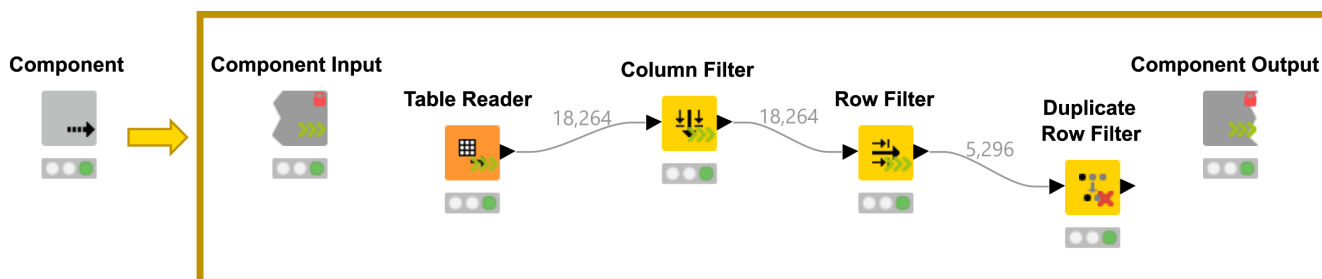 Component
Component Input
Table Reader
18,264
Column Filter
18,264
Row Filter
5,296
Duplicate
Row Filter
Component Output